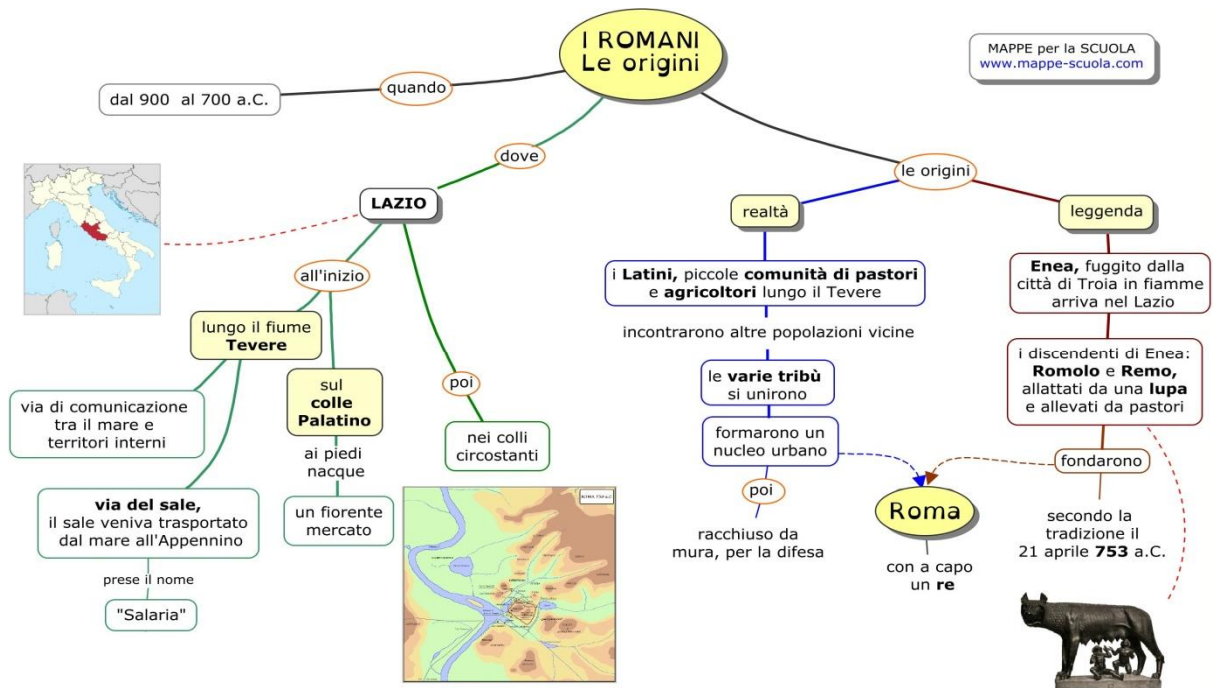 I ROMANI
Le origini
MAPPE per la SCUOLA
www.mappe-scuola.com
quando
dal 900 al 700 a.C.
dove
LAZIO
all'inizio
lungo il fiume
Tevere
via di comunicazione
tra il mare e
territori interni
via del sale,
il sale veniva trasportato
dal mare all'Appennino
prese il nome
"Salaria"
sul
colle
Palatino
ai piedi
nacque
un fiorente
mercato
poi
nei colli
circostanti
le origini
realtà
i Latini, piccole comunità di pastori
e agricoltori lungo il Tevere
incontrarono altre popolazioni vicine
le varie tribù
si unirono
formarono un
nucleo urbano
poi
racchiuso da
mura, per la difesa
leggenda
Enea, fuggito dalla
città di Troia in fiamme
arriva nel Lazio
i discendenti di Enea:
Romolo e Remo,
allattati da una lupa
e allevati da pastori
fondarono
secondo la
tradizione il
21 aprile 753 a.C.
Roma
con a capo
un re